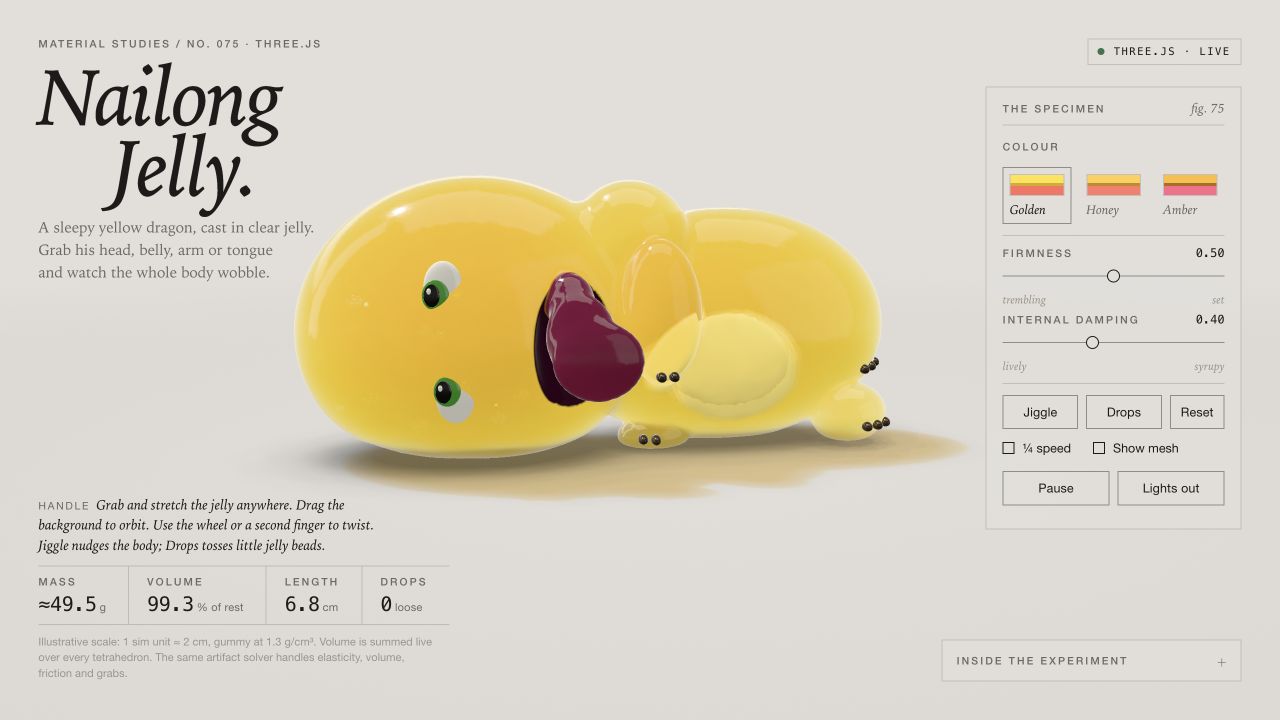 MATERIAL STUDIES / NO. 075 · THREE.JS
Nailong
Jelly.
A sleepy yellow dragon, cast in clear jelly.
Grab his head, belly, arm or tongue
and watch the whole body wobble.
THREE.JS · LIVE
THE SPECIMEN fig. 75
COLOUR
Golden Honey Amber
FIRMNESS 0.50
trembling set
INTERNAL DAMPING 0.40
lively syrupy
Jiggle Drops Reset
¼ speed Show mesh
Pause Lights out
HANDLE Grab and stretch the jelly anywhere. Drag the
background to orbit. Use the wheel or a second finger to twist.
Jiggle nudges the body; Drops tosses little jelly beads.
MASS VOLUME LENGTH DROPS
≈49.5 g 99.3 % of rest 6.8 cm 0 loose
Illustrative scale: 1 sim unit ≈ 2 cm, gummy at 1.3 g/cm³. Volume is summed live
over every tetrahedron. The same artifact solver handles elasticity, volume,
friction and grabs.
INSIDE THE EXPERIMENT +